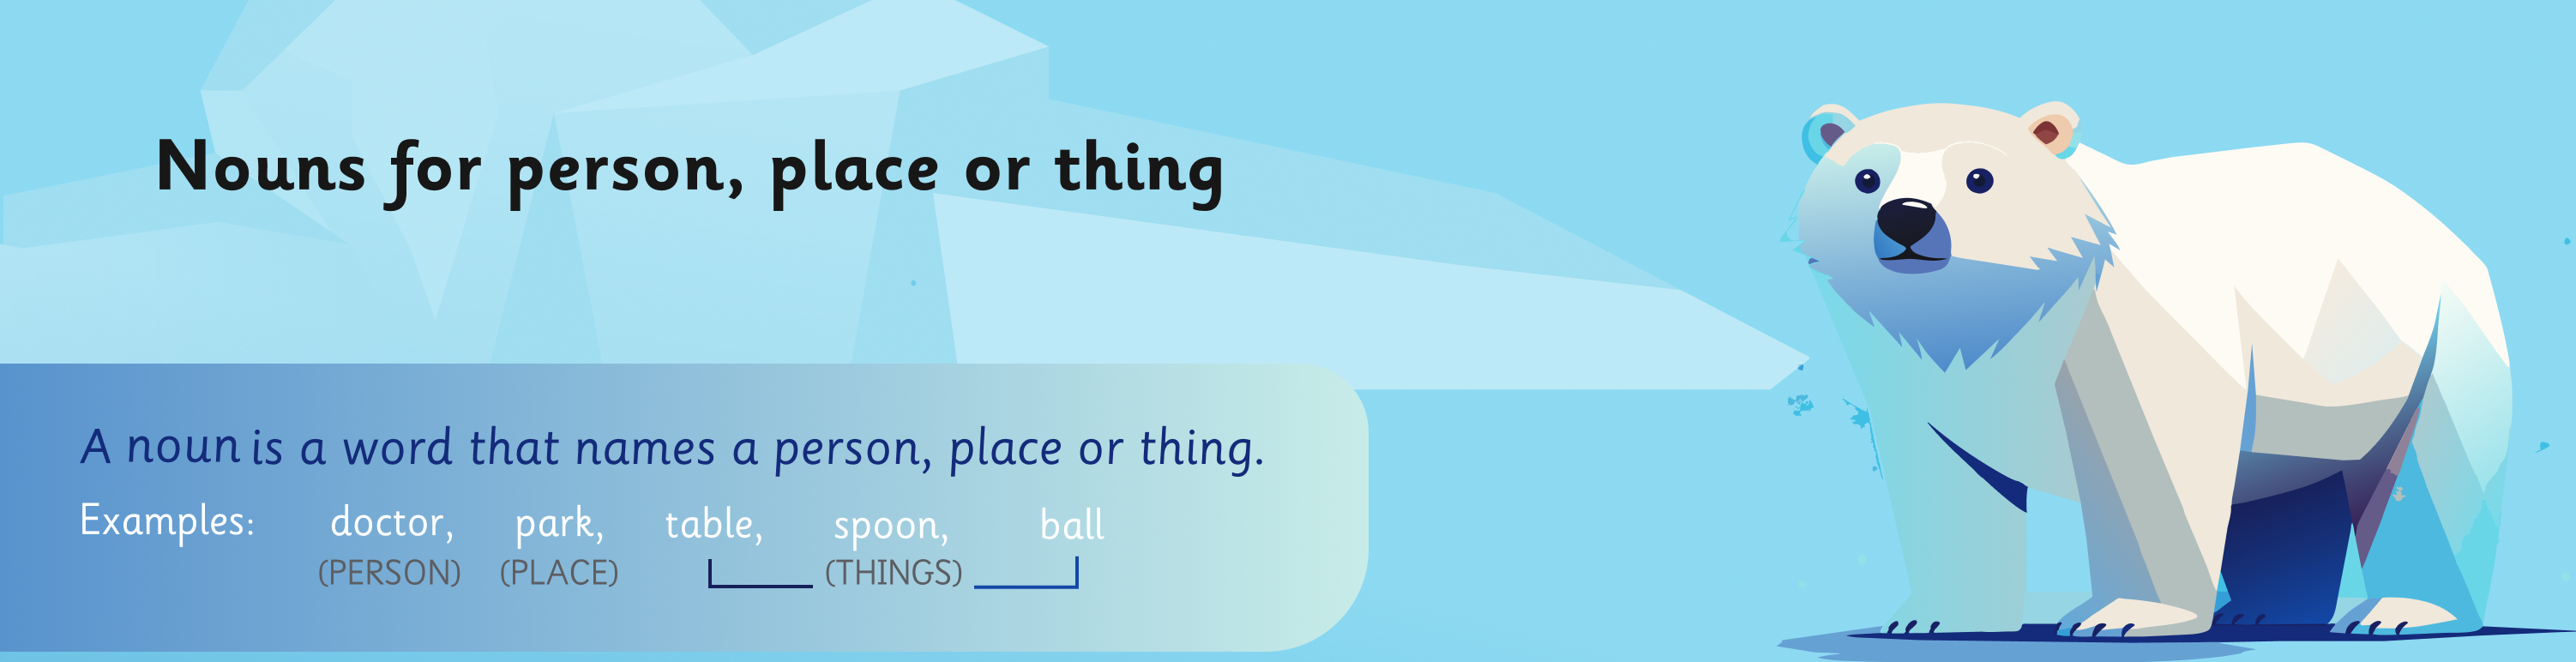 Nouns for person, place or thing
A noun is a word that names a person, place or thing.
Examples: doctor, park, table, spoon, ball
(PERSON) (PLACE) (THINGS)